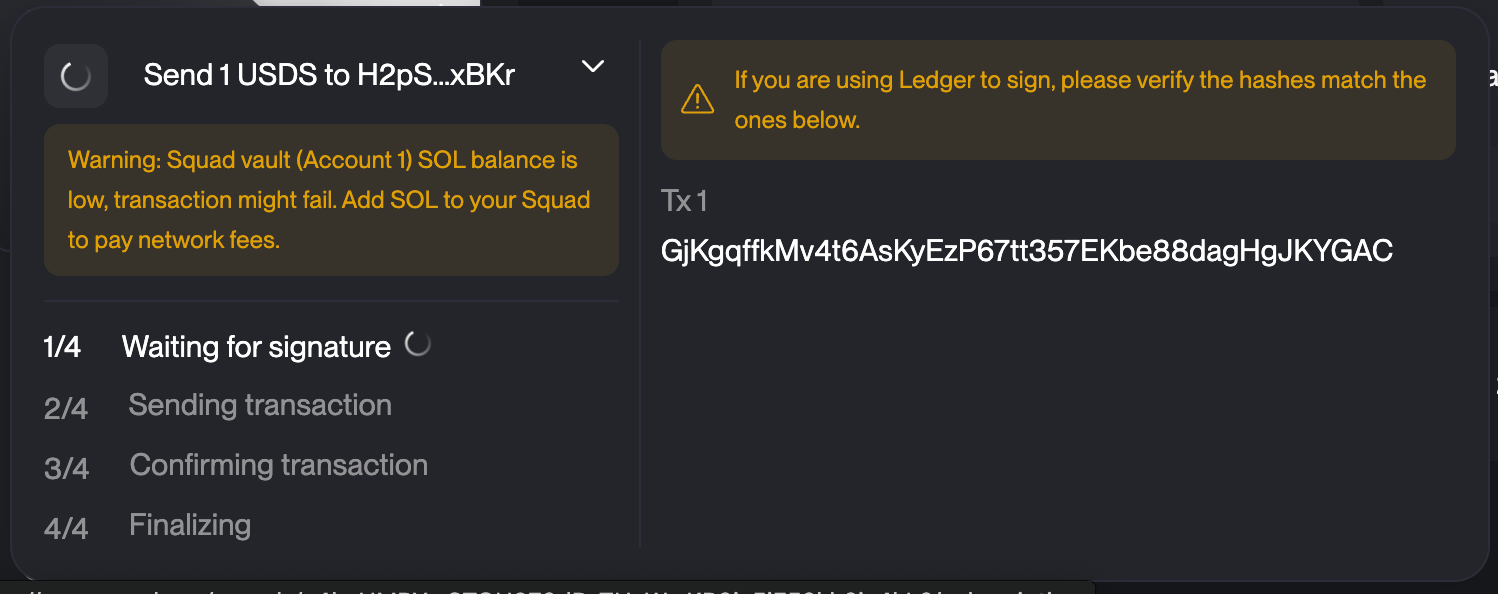 Send 1 USDS to H2pS...xBKr
Warning: Squad vault (Account 1) SOL balance is
low, transaction might fail. Add SOL to your Squad
to pay network fees.
1/4 Waiting for signature
2/4 Sending transaction
3/4 Confirming transaction
4/4 Finalizing
If you are using Ledger to sign, please verify the hashes match the
ones below.
Tx 1
GjKgqffkMv4t6AsKyEzP67tt357EKbe88dagHgJKYGAC